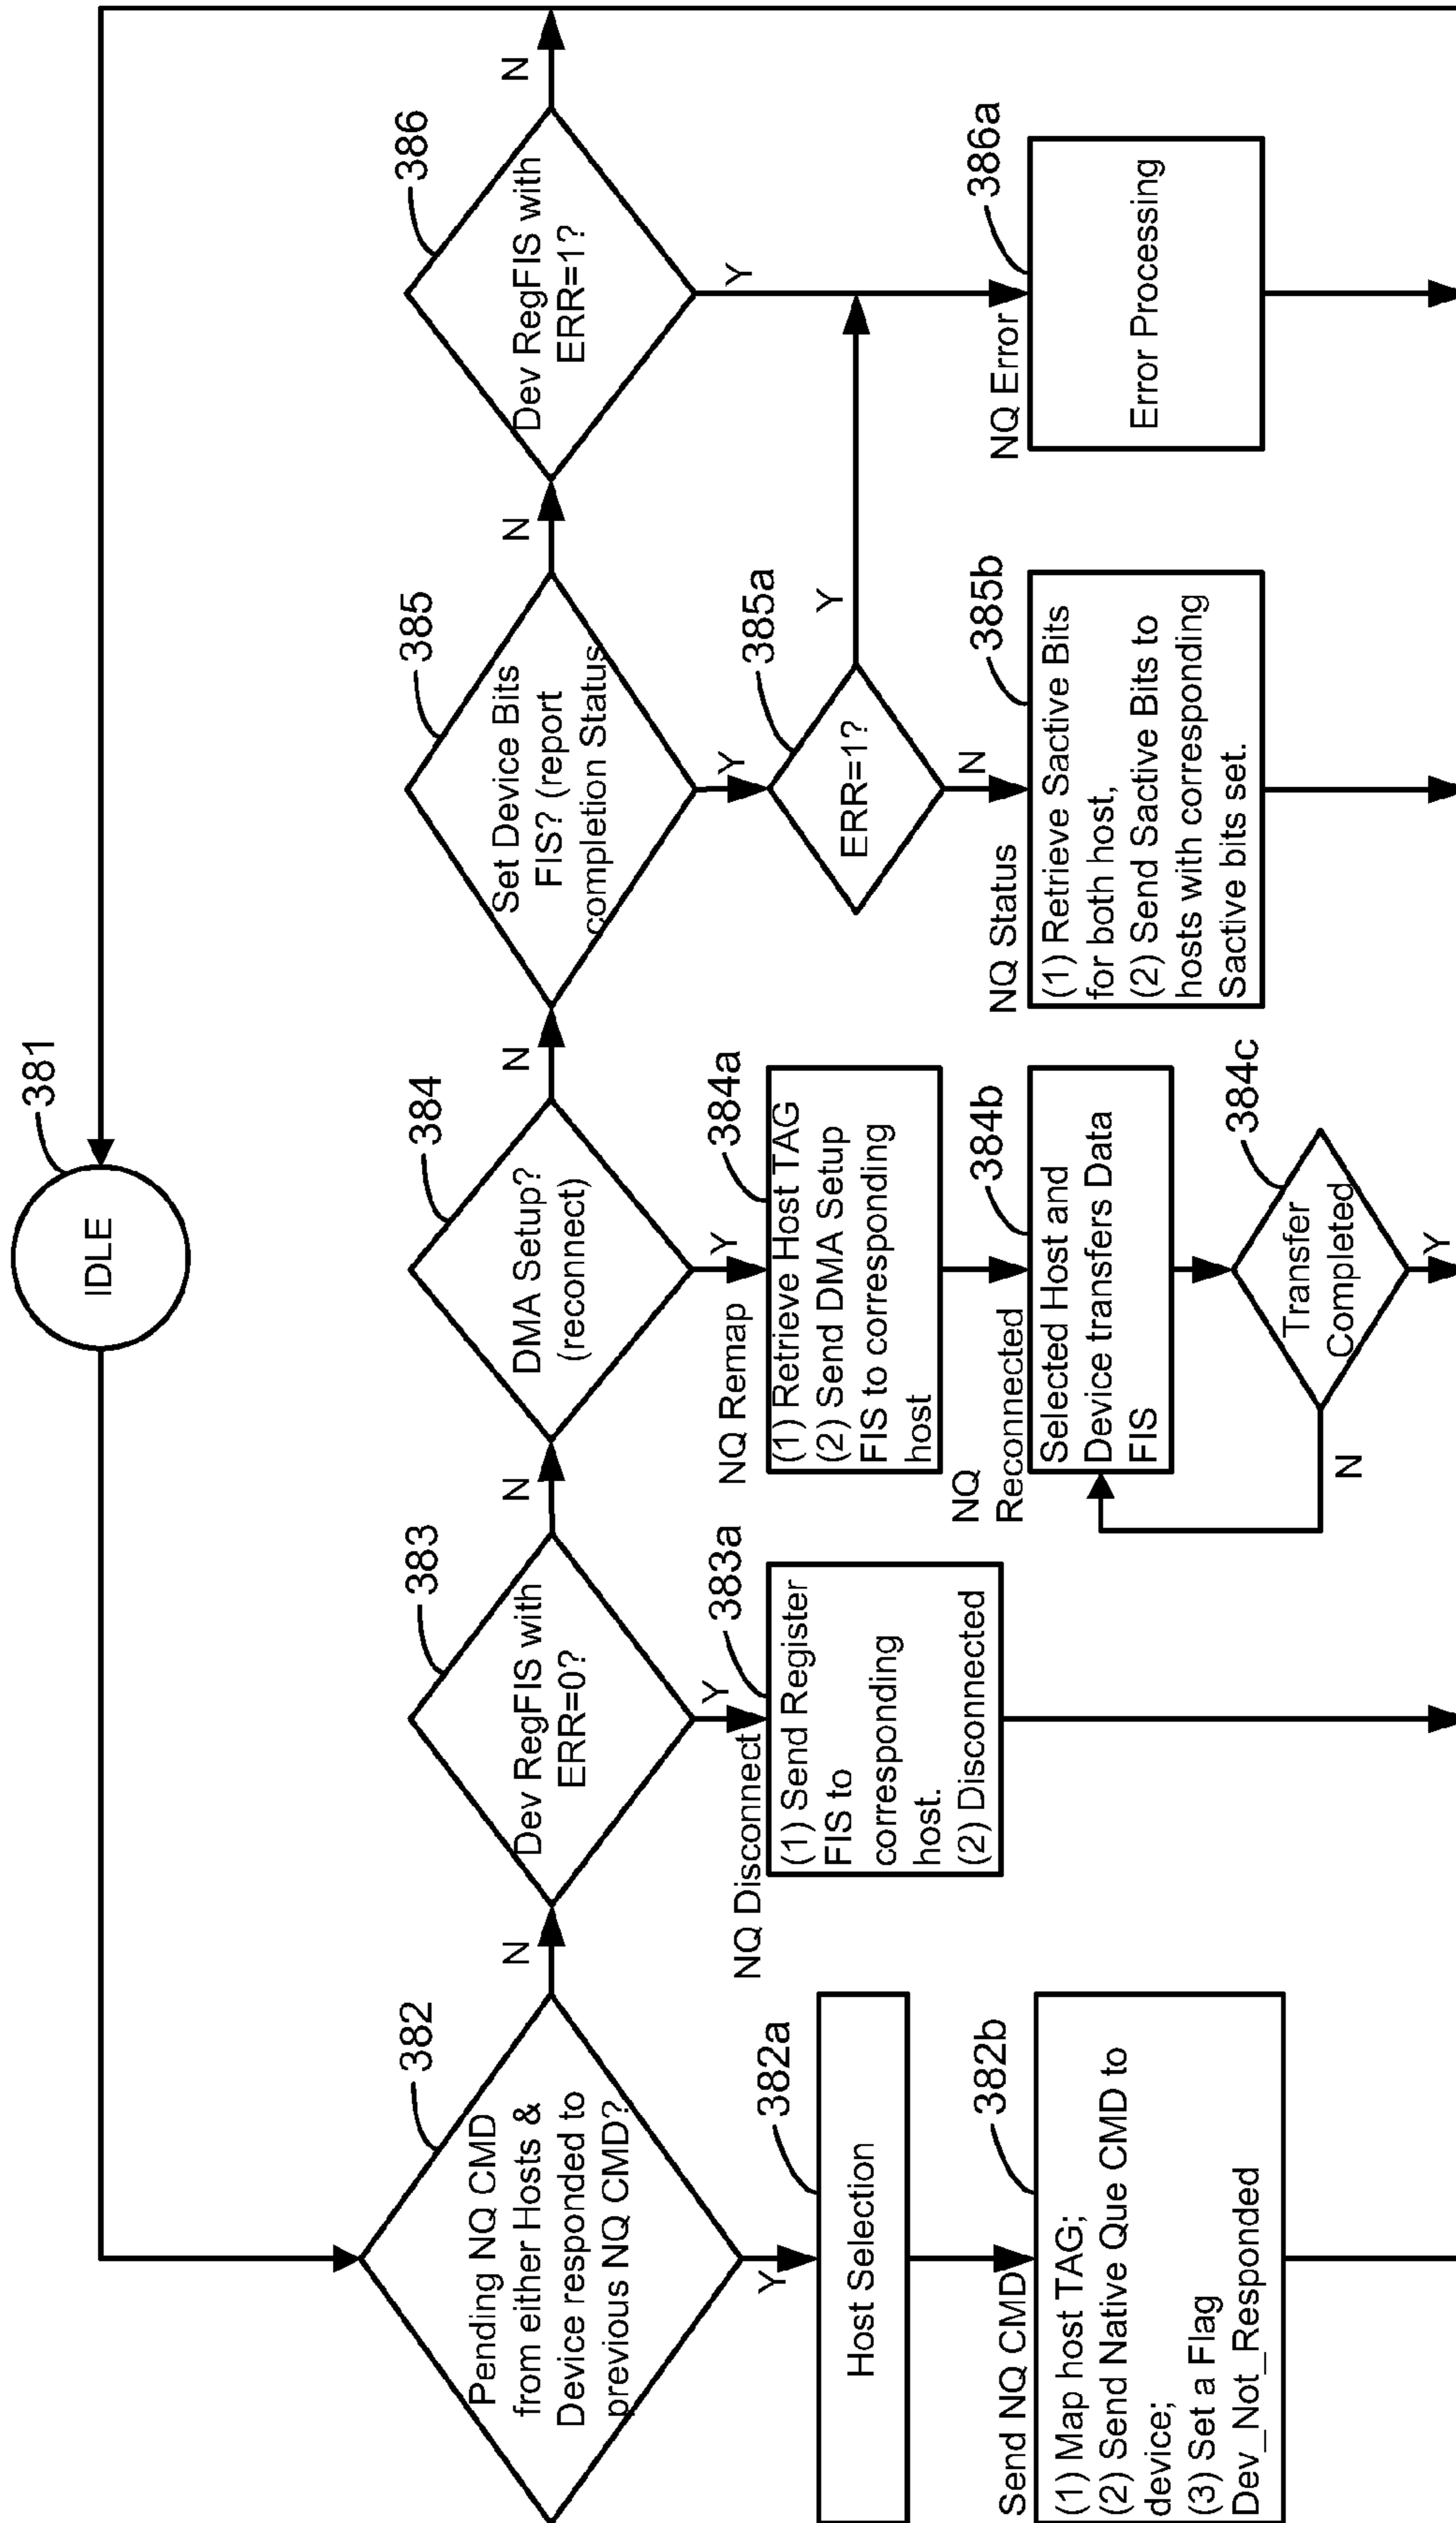 381
IDLE
382
Pending NQ CMD
from either Hosts &
Device responded to
previous NQ CMD?
N
Y
382a
Host Selection
Send NQ CMD
382b
(1) Map host TAG;
(2) Send Native Que CMD to
device;
(3) Set a Flag
Dev_Not_Responded
383
Dev RegFIS with
ERR=0?
N
Y
NQ Disconnect
383a
(1) Send Register
FIS to
corresponding
host.
(2) Disconnected
384
DMA Setup?
(reconnect)
N
Y
NQ Remap
384a
(1) Retrieve Host TAG
(2) Send DMA Setup
FIS to corresponding
host
NQ
Reconnected
384b
Selected Host and
Device transfers Data
FIS
384c
Transfer
Completed
N
Y
385
Set Device Bits
FIS? (report
completion Status
N
Y
385a
ERR=1?
Y
N
NQ Status
385b
(1) Retrieve Sactive Bits
for both host,
(2) Send Sactive Bits to
hosts with corresponding
Sactive bits set.
386
Dev RegFIS with
ERR=1?
N
Y
NQ Error
386a
Error Processing